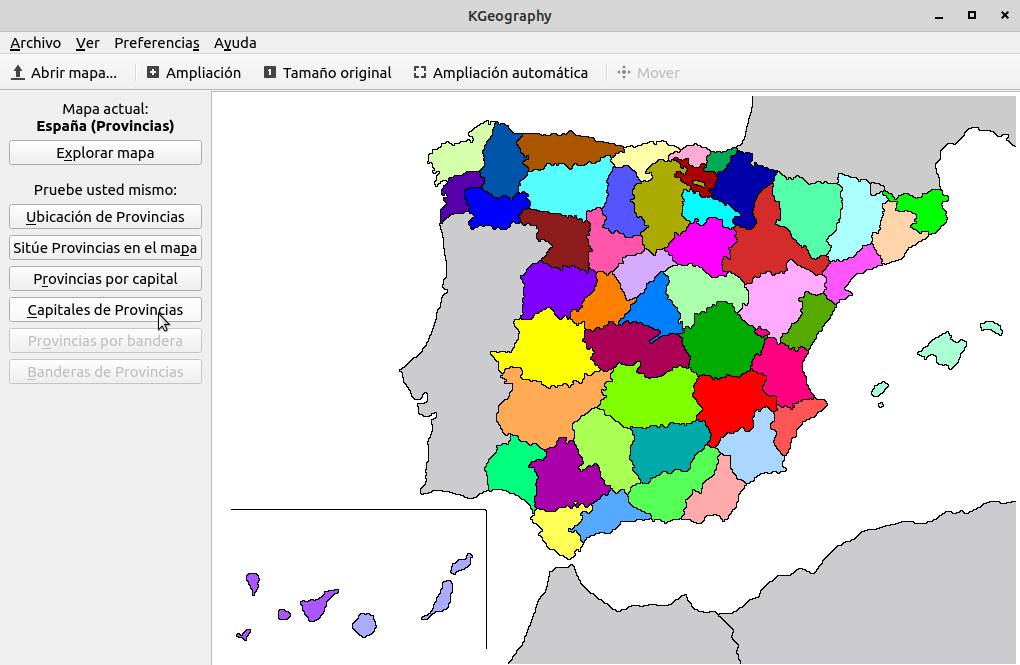 KGeography
Archivo Ver Preferencias Ayuda
Abrir mapa... Ampliación Tamaño original Ampliación automática Mover
Mapa actual:
España (Provincias)
Explorar mapa
Pruebe usted mismo:
Ubicación de Provincias
Sitúe Provincias en el mapa
Provincias por capital
Capitales de Provincias
Provincias por bandera
Banderas de Provincias